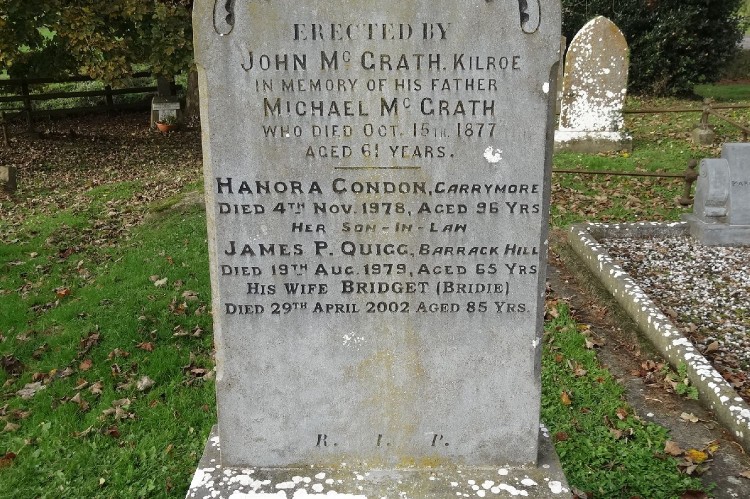 ERECTED BY
JOHN Mc GRATH, KILROE
IN MEMORY OF HIS FATHER
MICHAEL Mc GRATH
WHO DIED OCT. 15TH. 1877
AGED 61 YEARS.
HANORA CONDON, CARRYMORE
DIED 4TH NOV. 1978, AGED 96 YRS
HER SON-IN-LAW
JAMES P. QUIGG, BARRACK HILL
DIED 19TH AUG. 1979, AGED 65 YRS
HIS WIFE BRIDGET (BRIDIE)
DIED 29TH APRIL 2002 AGED 85 YRS.
R. I. P.